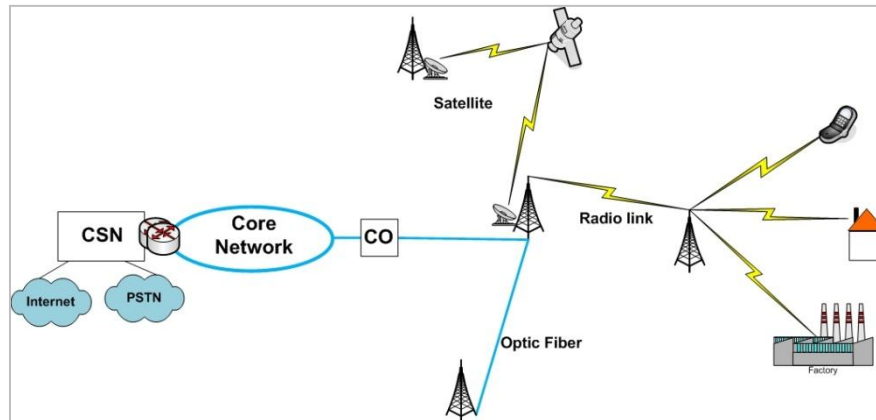 Satellite
Radio link
CSN
Core
Network
CO
Internet
PSTN
Optic Fiber
Factory